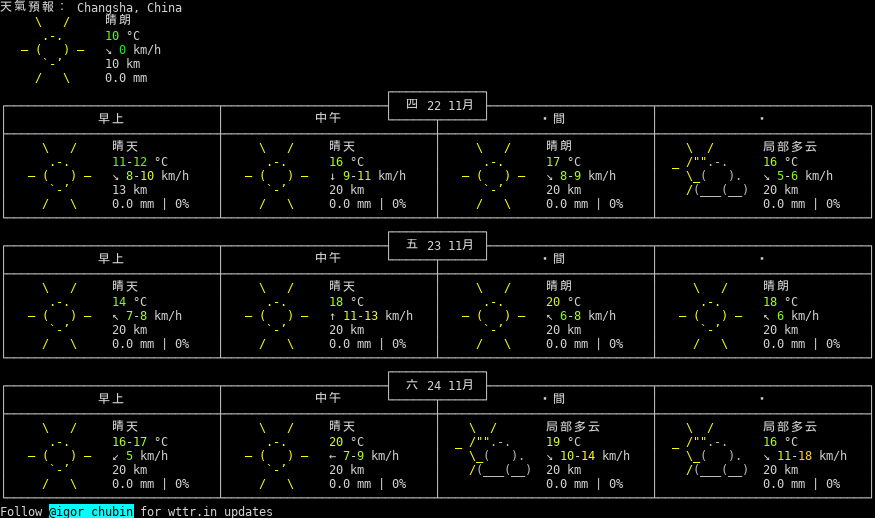 天氣預報： Changsha, China
晴朗
10 °C
↘ 0 km/h
10 km
0.0 mm
四 22 11月
早上 中午 ·間 ·
晴天 晴天 晴朗 局部多云
11-12 °C 16 °C 17 °C 16 °C
↘ 8-10 km/h ↓ 9-11 km/h ↘ 8-9 km/h ↘ 5-6 km/h
13 km 20 km 20 km 20 km
0.0 mm | 0% 0.0 mm | 0% 0.0 mm | 0% 0.0 mm | 0%
五 23 11月
早上 中午 ·間 ·
晴天 晴天 晴朗 晴朗
14 °C 18 °C 20 °C 18 °C
↖ 7-8 km/h ↑ 11-13 km/h ↖ 6-8 km/h ↖ 6 km/h
20 km 20 km 20 km 20 km
0.0 mm | 0% 0.0 mm | 0% 0.0 mm | 0% 0.0 mm | 0%
六 24 11月
早上 中午 ·間 ·
晴天 晴天 局部多云 局部多云
16-17 °C 20 °C 19 °C 16 °C
↙ 5 km/h ← 7-9 km/h ↘ 10-14 km/h ↘ 11-18 km/h
20 km 20 km 20 km 20 km
0.0 mm | 0% 0.0 mm | 0% 0.0 mm | 0% 0.0 mm | 0%
Follow @igor_chubin for wttr.in updates